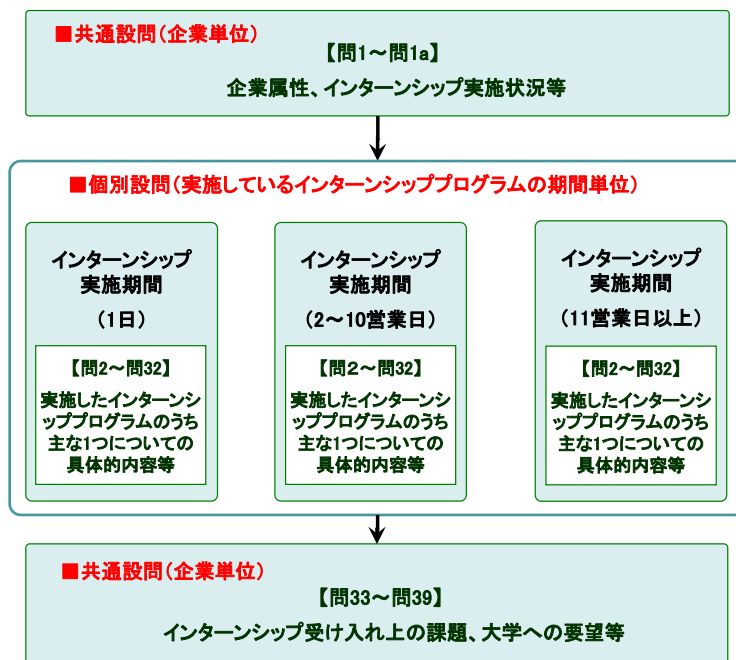 ■共通設問(企業単位)
【問1~問1a】
企業属性、インターンシップ実施状況等
■個別設問(実施しているインターンシッププログラムの期間単位)
インターンシップ
実施期間
(1日)
【問2~問32】
実施したインターンシ
ッププログラムのうち
主な1つについての
具体的内容等
インターンシップ
実施期間
(2~10営業日)
【問2~問32】
実施したインターンシ
ッププログラムのうち
主な1つについての
具体的内容等
インターンシップ
実施期間
(11営業日以上)
【問2~問32】
実施したインターンシ
ッププログラムのうち
主な1つについての
具体的内容等
■共通設問(企業単位)
【問33~問39】
インターンシップ受け入れ上の課題、大学への要望等